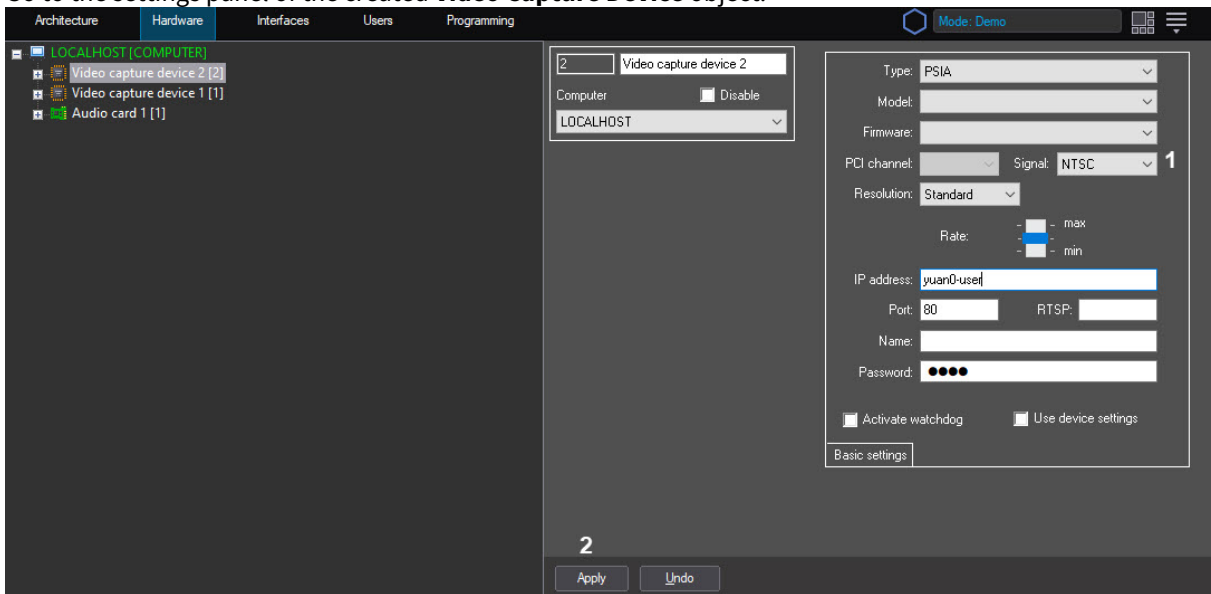 Go to the settings panel of the created Video Capture Device object.
Architecture Hardware Interfaces Users Programming Mode: Demo
LOCALHOST [COMPUTER]
Video capture device 2 [2]
Video capture device 1 [1]
Audio card 1 [1]
2 Video capture device 2
Computer Disable
LOCALHOST
Type: PSIA
Model:
Firmware:
PCI channel: Signal: NTSC 1
Resolution: Standard
max
Rate:
min
IP address: yuan0-user
Port: 80 RTSP:
Name:
Password: ●●●●
Activate watchdog Use device settings
Basic settings
2
Apply Undo